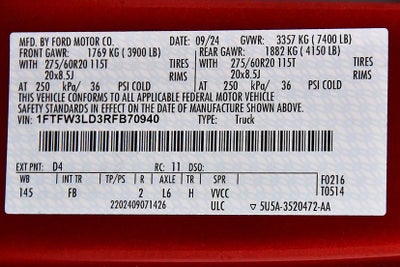 MFD. BY FORD MOTOR CO. DATE: 09/24 GVWR: 3357 KG ( 7400 LB)
FRONT GAWR: 1769 KG ( 3900 LB) REAR GAWR: 1882 KG ( 4150 LB)
WITH 275/60R20 115T TIRES WITH 275/60R20 115T TIRES
20x8.5J RIMS 20x8.5J RIMS
AT 250 kPa/ 36 PSI COLD AT 250 kPa/ 36 PSI COLD
THIS VEHICLE CONFORMS TO ALL APPLICABLE FEDERAL MOTOR VEHICLE
SAFETY STANDARDS IN EFFECT ON THE DATE OF MANUFACTURE SHOWN ABOVE.
VIN: 1FTFW3LD3RFB70940 TYPE: Truck
EXT PNT: D4 RC: 11 DSO: F0216
WB INT TR TP/PS R AXLE TR SPR T0514
145 FB 2 L6 H VVCC
2202409071426 ULC ▽ 5U5A-3520472-AA